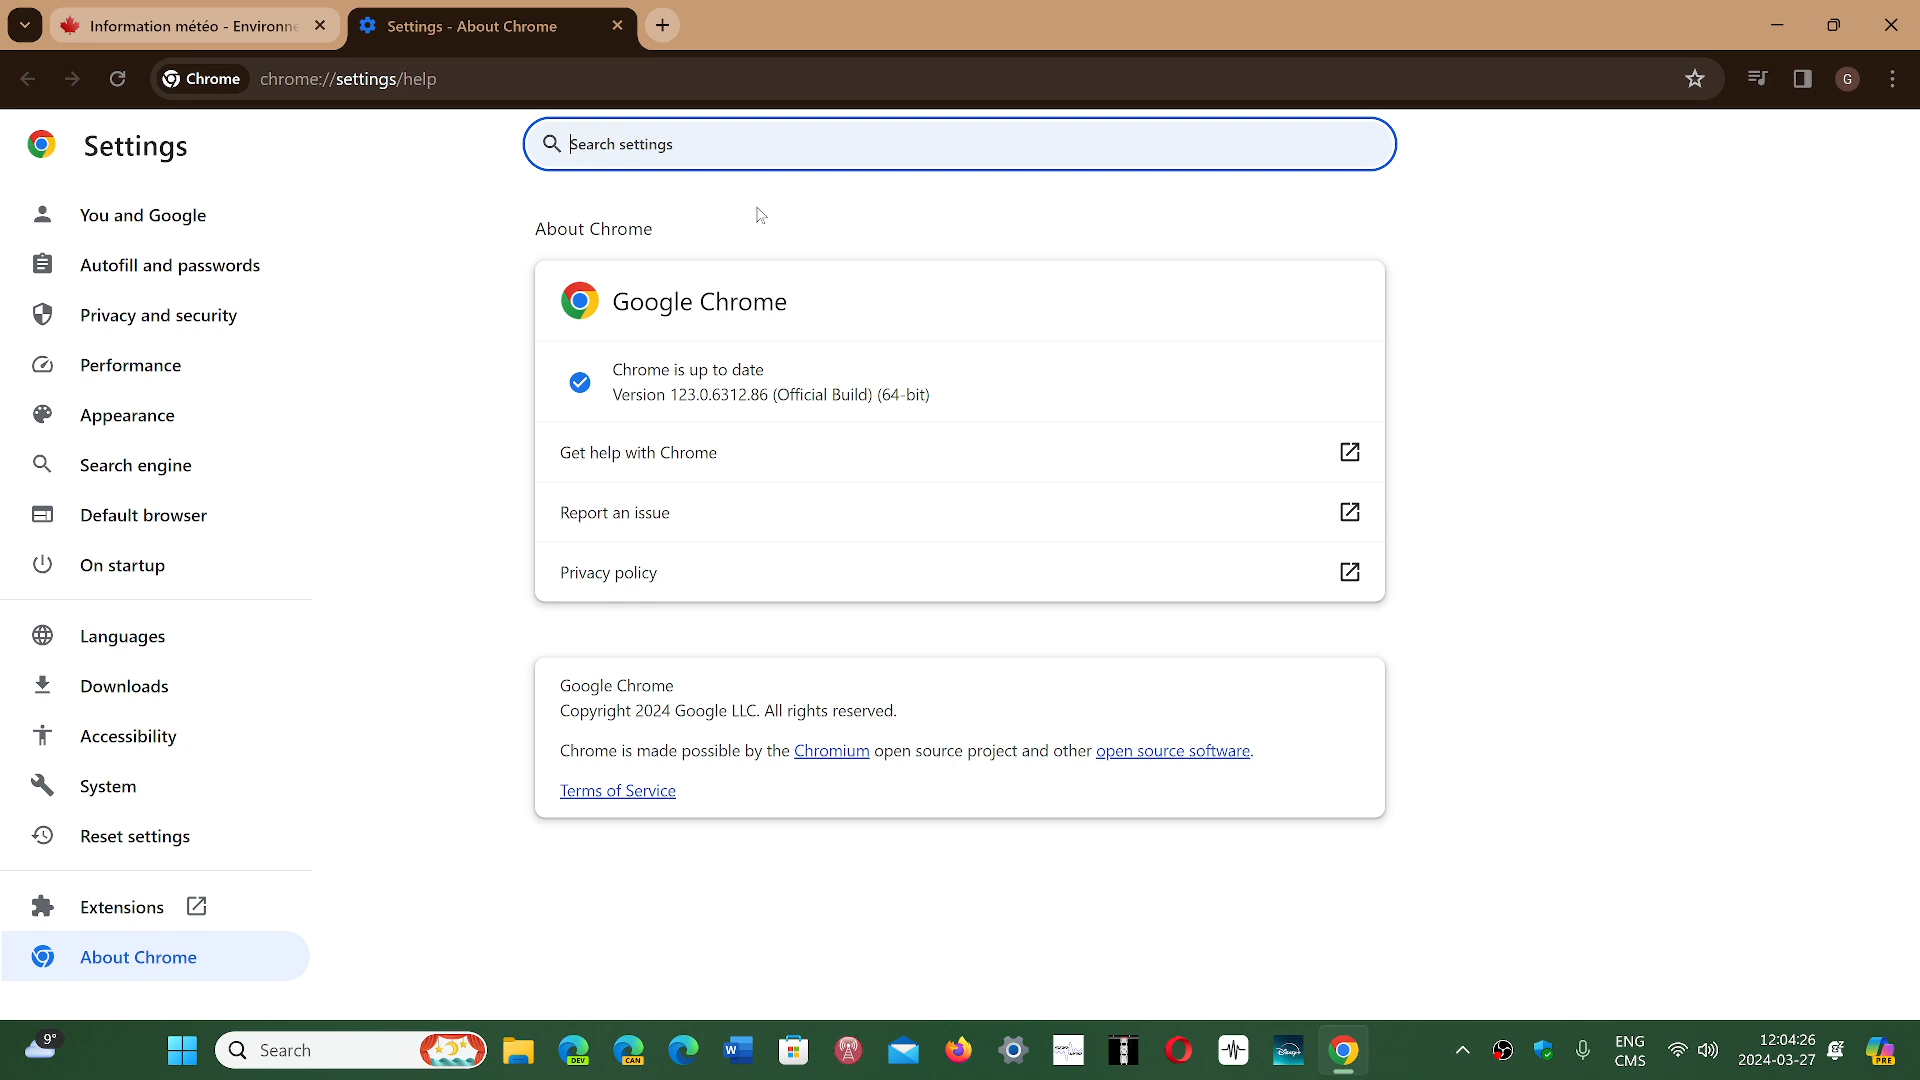 Information météo - Environne
Settings - About Chrome
Chrome
chrome://settings/help
G
Settings
Search settings
You and Google
Autofill and passwords
Privacy and security
Performance
Appearance
Search engine
Default browser
On startup
Languages
Downloads
Accessibility
System
Reset settings
Extensions
About Chrome
About Chrome
Google Chrome
Chrome is up to date
Version 123.0.6312.86 (Official Build) (64-bit)
Get help with Chrome
Report an issue
Privacy policy
Google Chrome
Copyright 2024 Google LLC. All rights reserved.
Chrome is made possible by the Chromium open source project and other open source software.
Terms of Service
9°
Search
DEV
CAN
W
Disney+
ENG
CMS
12:04:26
2024-03-27
PRE